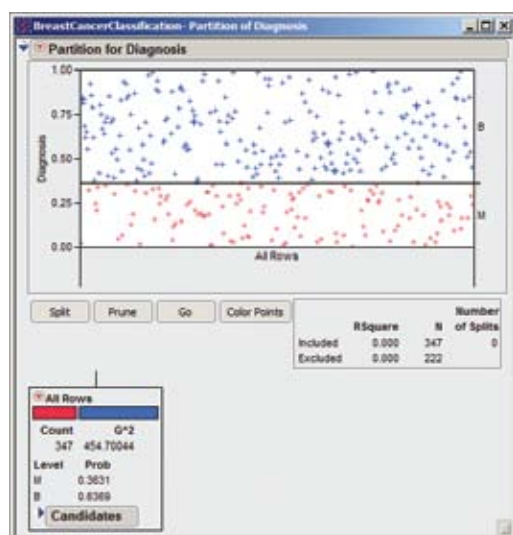 BreastCancerClassification- Partition of Diagnosis
Partition for Diagnosis
1.00
0.75
0.50
0.25
0.00
Diagnosis
B
M
All Rows
Split Prune Go Color Points
Number
RSquare N of Splits
Included 0.000 347 0
Excluded 0.000 222
All Rows
Count G^2
347 454.70044
Level Prob
M 0.3631
B 0.6369
Candidates